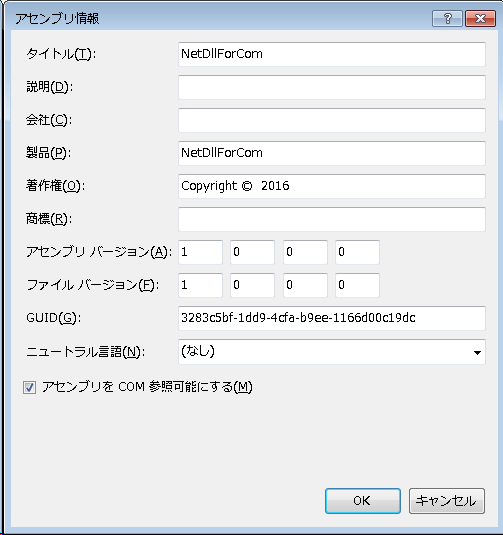 アセンブリ情報
タイトル(T): NetDllForCom
説明(D):
会社(C):
製品(P): NetDllForCom
著作権(O): Copyright © 2016
商標(R):
アセンブリ バージョン(A): 1 0 0 0
ファイル バージョン(F): 1 0 0 0
GUID(G): 3283c5bf-1dd9-4cfa-b9ee-1166d00c19dc
ニュートラル言語(N): (なし)
アセンブリを COM 参照可能にする(M)
OK キャンセル